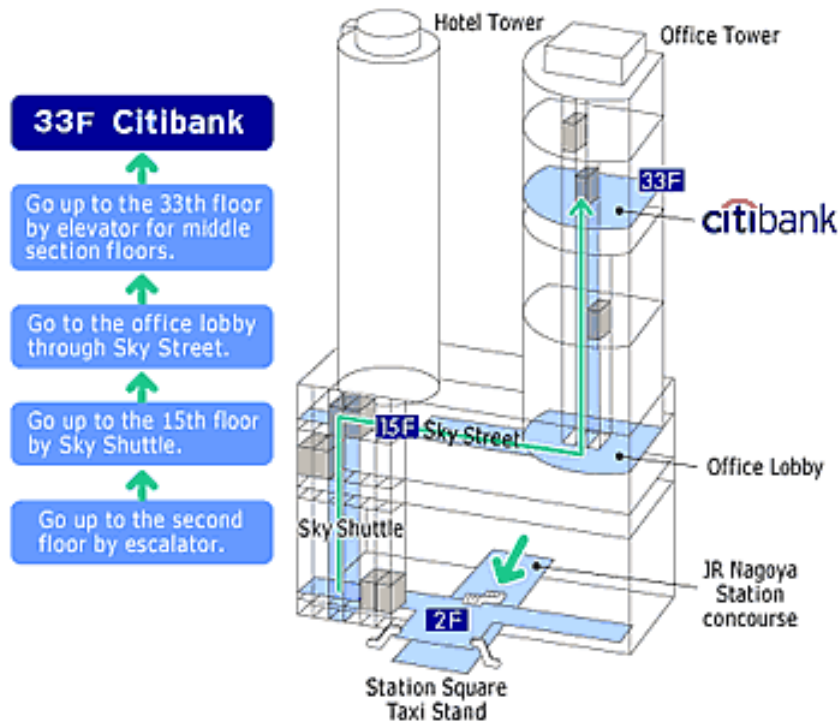 Hotel Tower
Office Tower
33F Citibank
Go up to the 33th floor
by elevator for middle
section floors.
33F
citibank
Go to the office lobby
through Sky Street.
Go up to the 15th floor
by Sky Shuttle.
15F Sky Street
Office Lobby
Go up to the second
floor by escalator.
Sky Shuttle
JR Nagoya
Station
concourse
2F
Station Square
Taxi Stand